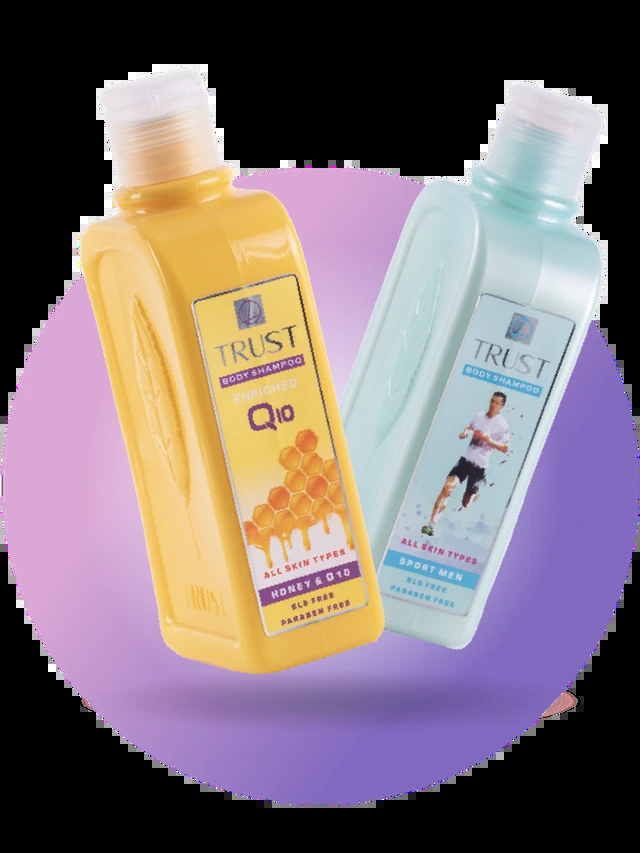 TRUST
BODY SHAMPOO
ENRICHED
Q10
ALL SKIN TYPES
HONEY & Q10
SLS FREE
PARABEN FREE
TRUST
TRUST
BODY SHAMPOO
ALL SKIN TYPES
SPORT MEN
SLS FREE
PARABEN FREE